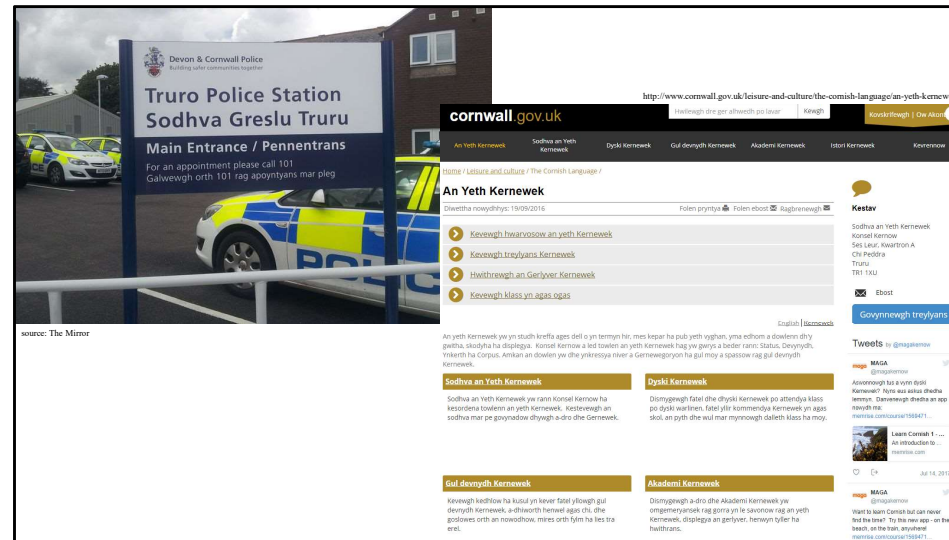 Devon & Cornwall Police
Building safer communities together
Truro Police Station
Sodhva Greslu Truru
Main Entrance / Pennentrans
For an appointment please call 101
Galwewgh orth 101 rag apoyntyans mar pleg
source: The Mirror
http://www.cornwall.gov.uk/leisure-and-culture/the-cornish-language/an-yeth-kernew
cornwall.gov.uk
Hwilewgh dre ger alhwedh po lavar
Kewgh
Kovskrifewgh | Ow Akont
An Yeth Kernewek
Sodhva an Yeth
Kernewek
Dyski Kernewek
Gul devnydh Kernewek
Akademi Kernewek
Istori Kernewek
Kevrennow
Home / Leisure and culture / The Cornish Language /
An Yeth Kernewek
Diwettha nowydhhys: 19/09/2016
Folen pryntya
Folen ebost
Ragbrenewgh
Kevewgh hwarvosow an yeth Kernewek
Kevewgh treylyans Kernewek
Hwithrewgh an Gerlyver Kernewek
Kevewgh klass yn agas ogas
English | Kernewek
An yeth Kernewek yw yn studh kreffa ages dell o yn termyn hir, mes kepar ha pub yeth vyghan, yma edhom a dowlenn dh'y
gwitha, skodyha ha displegya. Konsel Kernow a led towlen an yeth Kernewek hag yw gwrys a beder rann: Status, Devnydh,
Ynkerth ha Corpus. Amkan an dowlen yw dhe ynkressya niver a Gernewegoryon ha gul moy a spassow rag gul devnydh
Kernewek.
Sodhva an Yeth Kernewek
Sodhva an Yeth Kernewek yw rann Konsel Kernow ha
kesordena towlenn an yeth Kernewek. Kestevewgh an
sodhva mar pe govynadow dhywgh a-dro dhe Gernewek.
Dyski Kernewek
Dismygewgh fatel dhe dhyski Kernewek po attendya klass
po dyski warlinen, fatel yllir kommendya Kernewek yn agas
skol, an pyth dhe wul mar mynnowgh dalleth klass ha moy.
Gul devnydh Kernewek
Kevewgh kedhlow ha kusul yn kever fatel yllowgh gul
devnydh Kernewek, a-dhiworth henwel agas chi, dhe
goslowes orth an nowodhow, mires orth fylm ha lies tra
erel.
Akademi Kernewek
Dismygewgh a-dro dhe Akademi Kernewek yw
omgemeryansek rag gorra yn le savonow rag an yeth
Kernewek, displegya an gerlyver, henwyn tyller ha
hwithrans.
Kestav
Sodhva an Yeth Kernewek
Konsel Kernow
5es Leur, Kwartron A
Chi Peddra
Truru
TR1 1XU
Ebost
Govynnewgh treylyans
Tweets by @magakernow
maga
MAGA
@magakernow
Aswonnowgh tus a vynn dyski
Kernewek? Nyns eus askus dhedha
lemmyn. Danvenewgh dhedha an app
nowydh ma:
memrise.com/course/1569471...
Learn Cornish 1 - ...
An introduction to ...
memrise.com
Jul 14, 2017
maga
MAGA
@magakernow
Want to learn Cornish but can never
find the time? Try this new app - on the
beach, on the train, anywhere!
memrise.com/course/1569471...